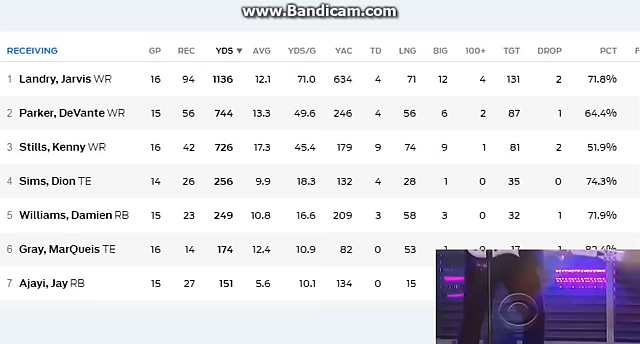 www.Bandicam.com
RECEIVING GP REC YDS ▼ AVG YDS/G YAC TD LNG BIG 100+ TGT DROP PCT F
1 Landry, Jarvis WR 16 94 1136 12.1 71.0 634 4 71 12 4 131 2 71.8%
2 Parker, DeVante WR 15 56 744 13.3 49.6 246 4 56 6 2 87 1 64.4%
3 Stills, Kenny WR 16 42 726 17.3 45.4 179 9 74 9 1 81 2 51.9%
4 Sims, Dion TE 14 26 256 9.9 18.3 132 4 28 1 0 35 0 74.3%
5 Williams, Damien RB 15 23 249 10.8 16.6 209 3 58 3 0 32 1 71.9%
6 Gray, MarQueis TE 16 14 174 12.4 10.9 82 0 53 1 0 17 1 82.4%
7 Ajayi, Jay RB 15 27 151 5.6 10.1 134 0 15